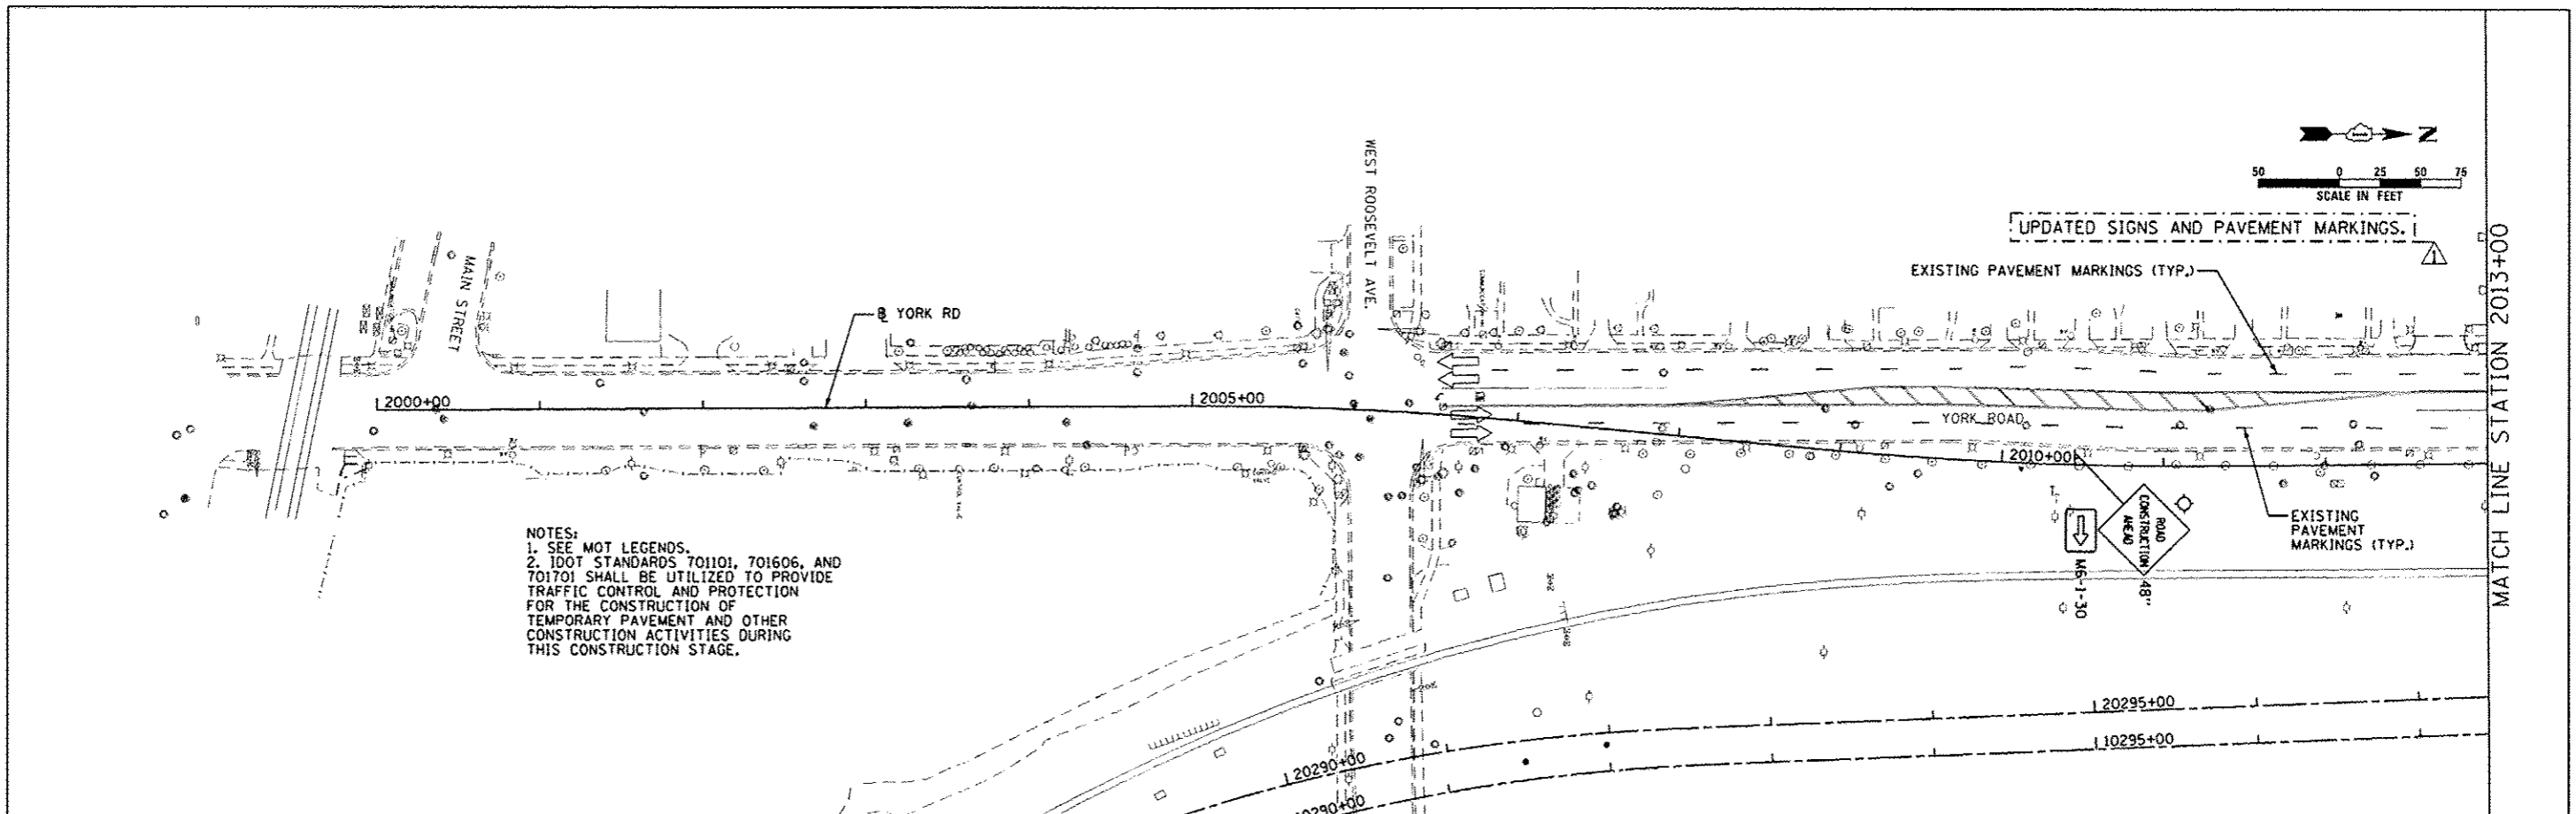 N
50 0 25 50 75
SCALE IN FEET
UPDATED SIGNS AND PAVEMENT MARKINGS.
1
EXISTING PAVEMENT MARKINGS (TYP.)
WEST ROOSEVELT AVE.
MAIN STREET
℄ YORK RD
2000+00
2005+00
YORK ROAD
2010+00
MATCH LINE STATION 2013+00
ROAD
CONSTRUCTION
AHEAD
48"
M6-1-30
EXISTING
PAVEMENT
MARKINGS (TYP.)
NOTES:
1. SEE MOT LEGENDS.
2. IDOT STANDARDS 701101, 701606, AND
701701 SHALL BE UTILIZED TO PROVIDE
TRAFFIC CONTROL AND PROTECTION
FOR THE CONSTRUCTION OF
TEMPORARY PAVEMENT AND OTHER
CONSTRUCTION ACTIVITIES DURING
THIS CONSTRUCTION STAGE.
20295+00
10295+00
20290+00